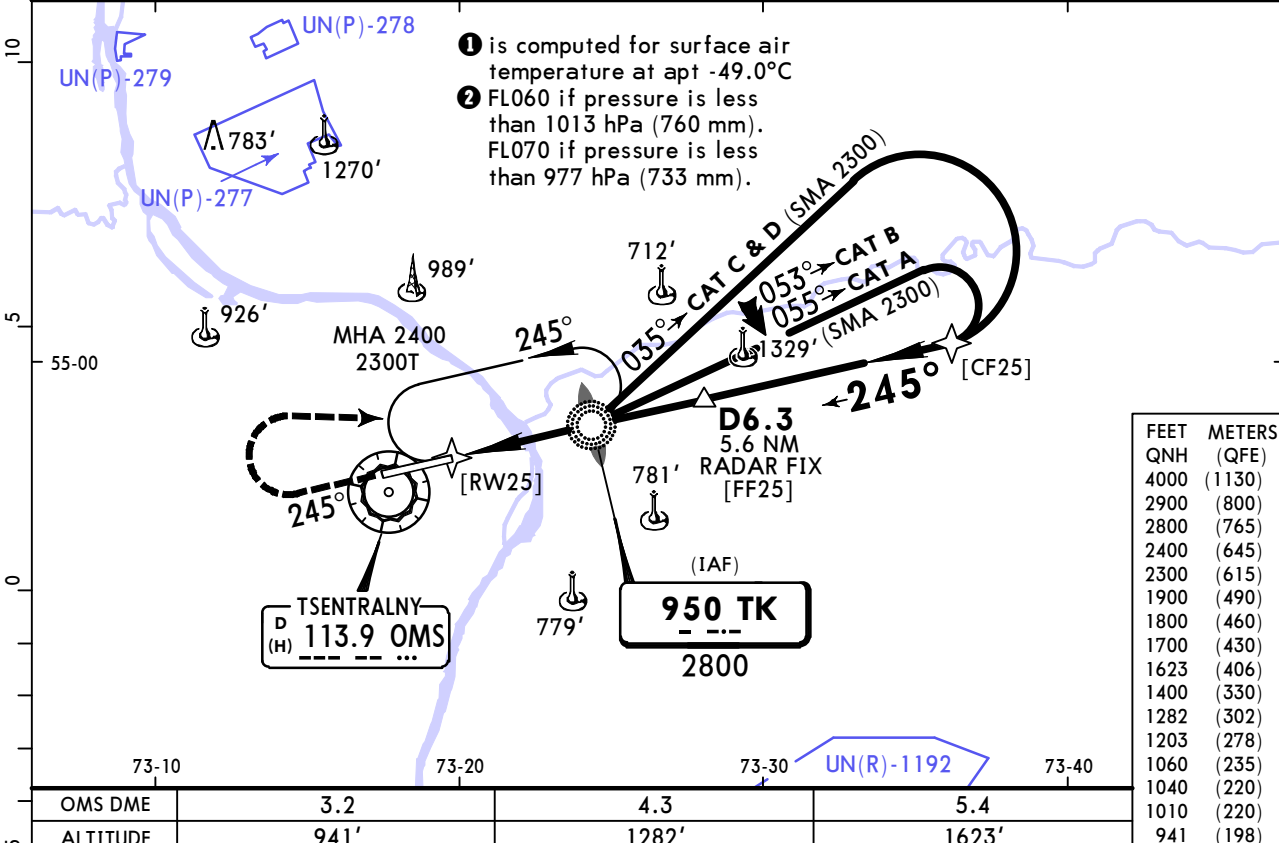 10
UN(P)-279
UN(P)-278
❶ is computed for surface air
temperature at apt -49.0°C
❷ FL060 if pressure is less
than 1013 hPa (760 mm).
FL070 if pressure is less
than 977 hPa (733 mm).
783'
1270'
UN(P)-277
712'
989'
926'
035° CAT C & D (SMA 2300)
053° CAT B
055° CAT A
(SMA 2300)
1329'
5
55-00
MHA 2400
2300T
245°
[CF25]
245°
D6.3
5.6 NM
RADAR FIX
[FF25]
[RW25]
245°
781'
0
779'
TSENTRALNY
D
(H) 113.9 OMS
(IAF)
950 TK
2800
UN(R)-1192
73-10
73-20
73-30
73-40
FEET METERS
QNH (QFE)
4000 (1130)
2900 (800)
2800 (765)
2400 (645)
2300 (615)
1900 (490)
1800 (460)
1700 (430)
1623 (406)
1400 (330)
1282 (302)
1203 (278)
1060 (235)
1040 (220)
1010 (220)
941 (198)
OMS DME 3.2 4.3 5.4
ALTITUDE 941' 1282' 1623'